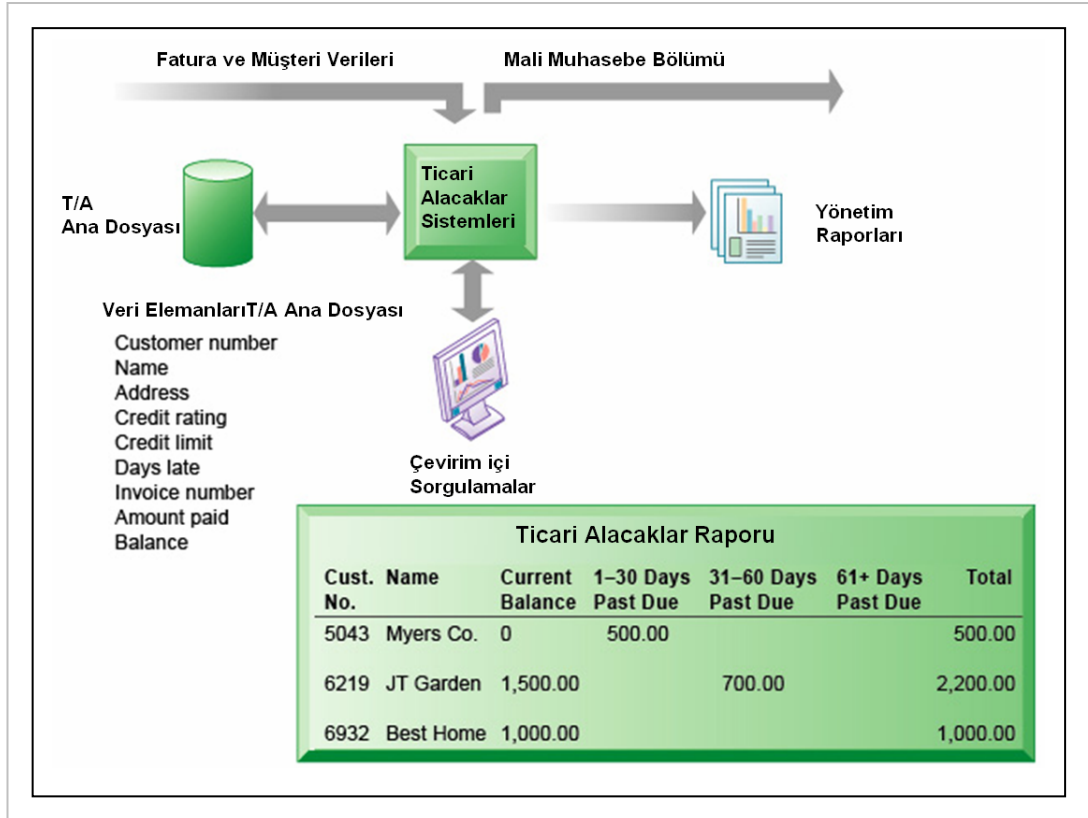 Fatura ve Müşteri Verileri
Mali Muhasebe Bölümü
Ticari
Alacaklar
Sistemleri
T/A
Ana Dosyası
Yönetim
Raporları
Veri ElemanlarıT/A Ana Dosyası
Customer number
Name
Address
Credit rating
Credit limit
Days late
Invoice number
Amount paid
Balance
Çevirim içi
Sorgulamalar
Ticari Alacaklar Raporu
Cust. Name Current 1–30 Days 31–60 Days 61+ Days Total
No. Balance Past Due Past Due Past Due
5043 Myers Co. 0 500.00 500.00
6219 JT Garden 1,500.00 700.00 2,200.00
6932 Best Home 1,000.00 1,000.00